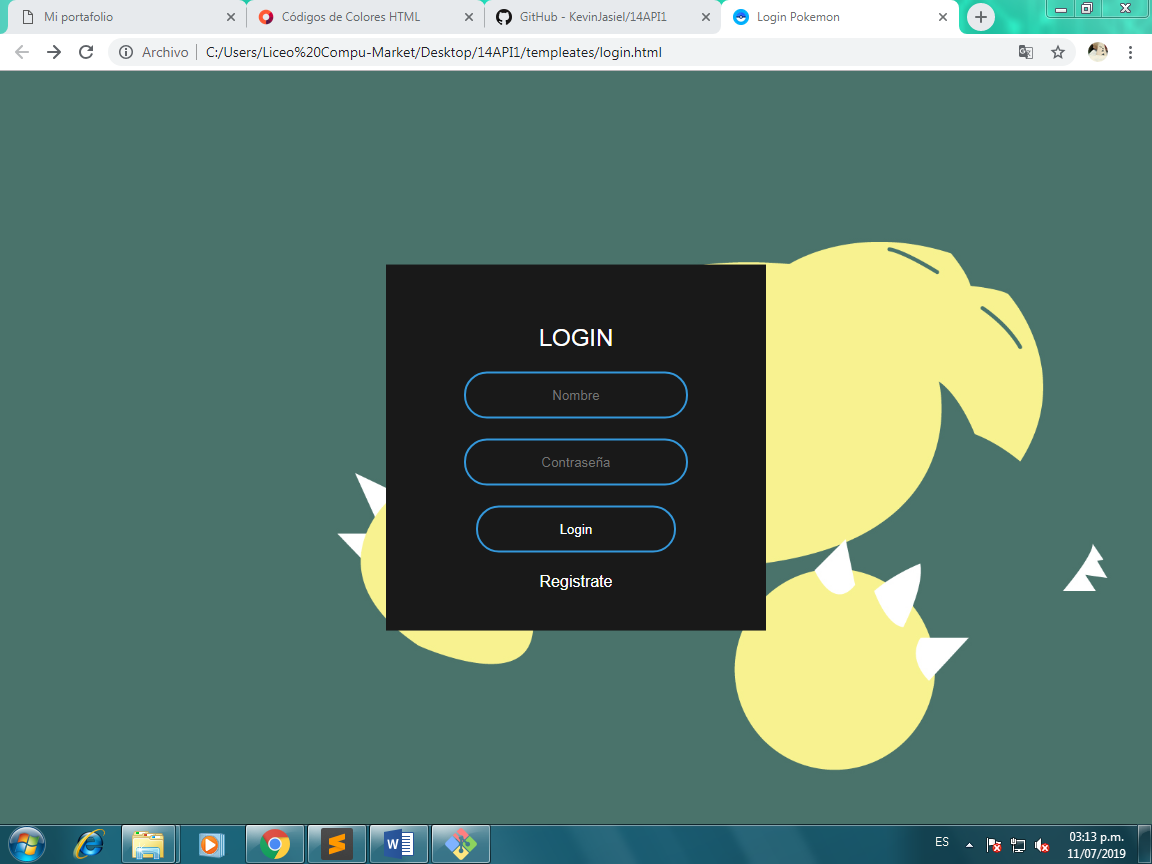 Mi portafolio
Códigos de Colores HTML
GitHub - KevinJasiel/14API1
Login Pokemon
Archivo
C:/Users/Liceo%20Compu-Market/Desktop/14API1/templeates/login.html
LOGIN
Nombre
Contraseña
Login
Registrate
ES
03:13 p.m.
11/07/2019